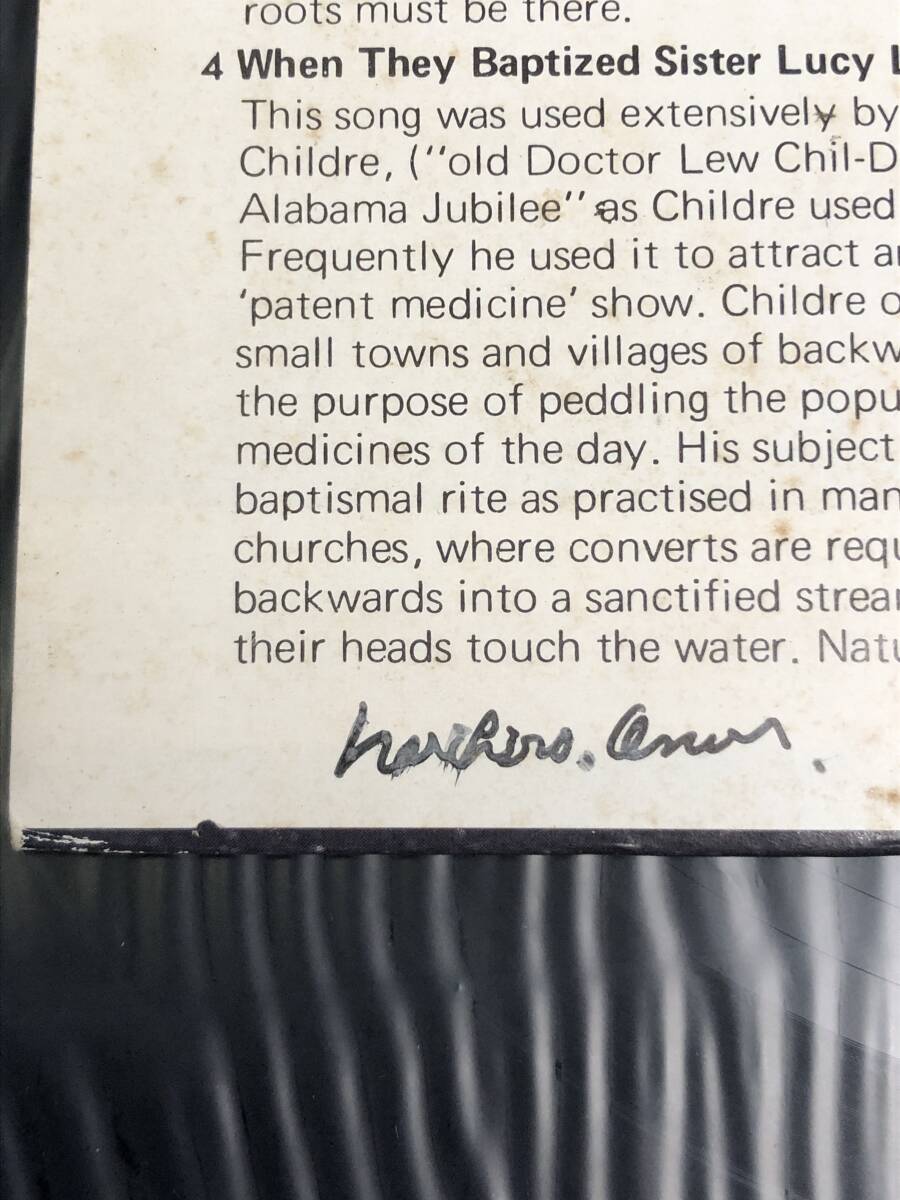 roots must be there.
4 When They Baptized Sister Lucy L
This song was used extensively by
Childre, (''old Doctor Lew Chil-D
Alabama Jubilee'' as Childre used
Frequently he used it to attract a
'patent medicine' show. Childre o
small towns and villages of backw
the purpose of peddling the popu
medicines of the day. His subject
baptismal rite as practised in man
churches, where converts are requ
backwards into a sanctified strea
their heads touch the water. Natu